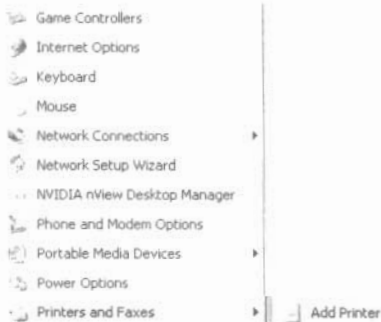 Game Controllers
Internet Options
Keyboard
Mouse
Network Connections
Network Setup Wizard
NVIDIA nView Desktop Manager
Phone and Modem Options
Portable Media Devices
Power Options
Printers and Faxes
Add Printer